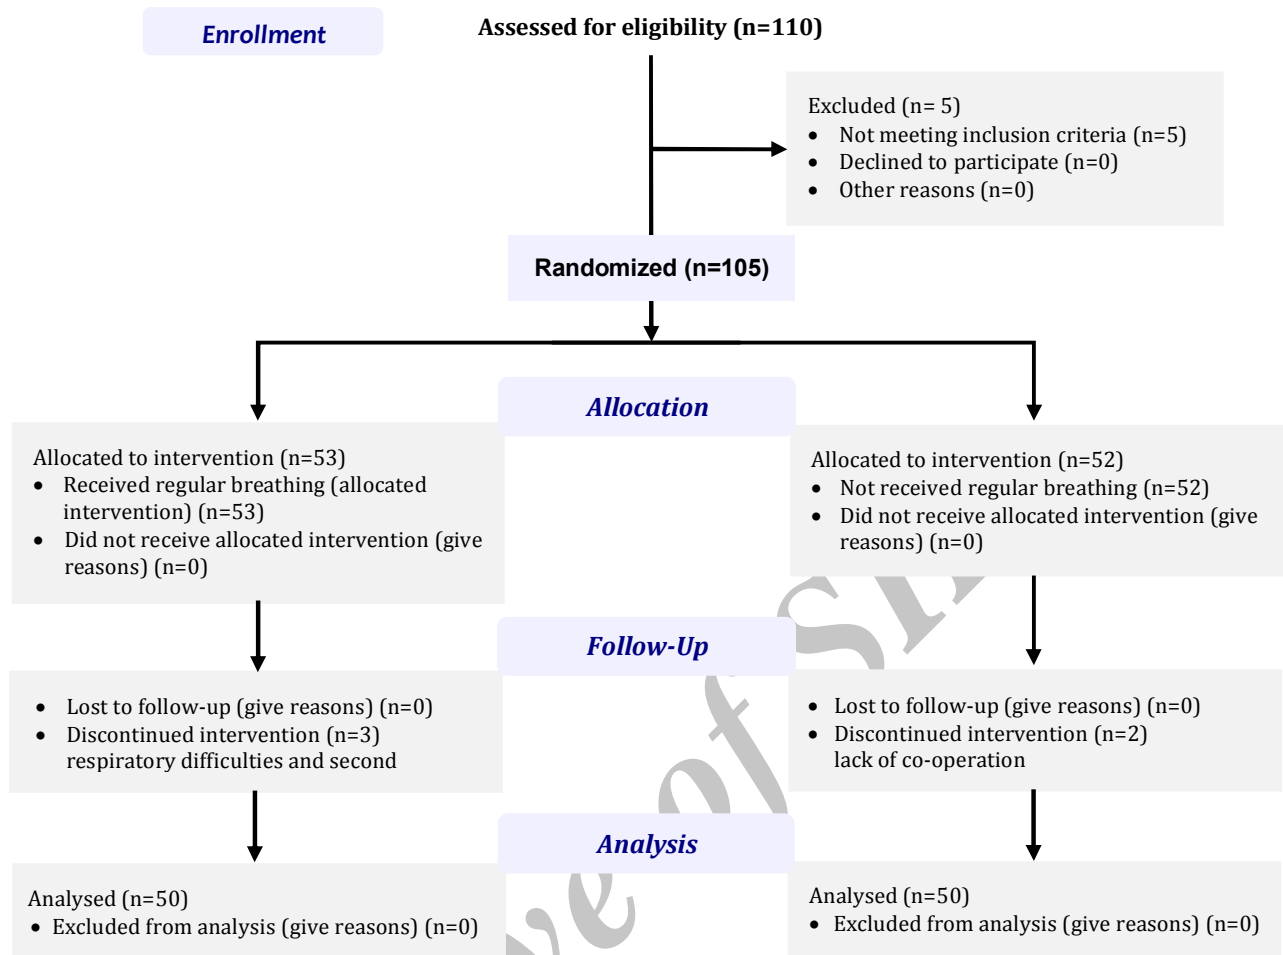 Enrollment
Assessed for eligibility (n=110)
Excluded (n= 5)
• Not meeting inclusion criteria (n=5)
• Declined to participate (n=0)
• Other reasons (n=0)
Randomized (n=105)
Allocation
Allocated to intervention (n=53)
• Received regular breathing (allocated
intervention) (n=53)
• Did not receive allocated intervention (give
reasons) (n=0)
Allocated to intervention (n=52)
• Not received regular breathing (n=52)
• Did not receive allocated intervention (give
reasons) (n=0)
Follow-Up
• Lost to follow-up (give reasons) (n=0)
• Discontinued intervention (n=3)
respiratory difficulties and second
• Lost to follow-up (give reasons) (n=0)
• Discontinued intervention (n=2)
lack of co-operation
Analysis
Analysed (n=50)
• Excluded from analysis (give reasons) (n=0)
Analysed (n=50)
• Excluded from analysis (give reasons) (n=0)
of